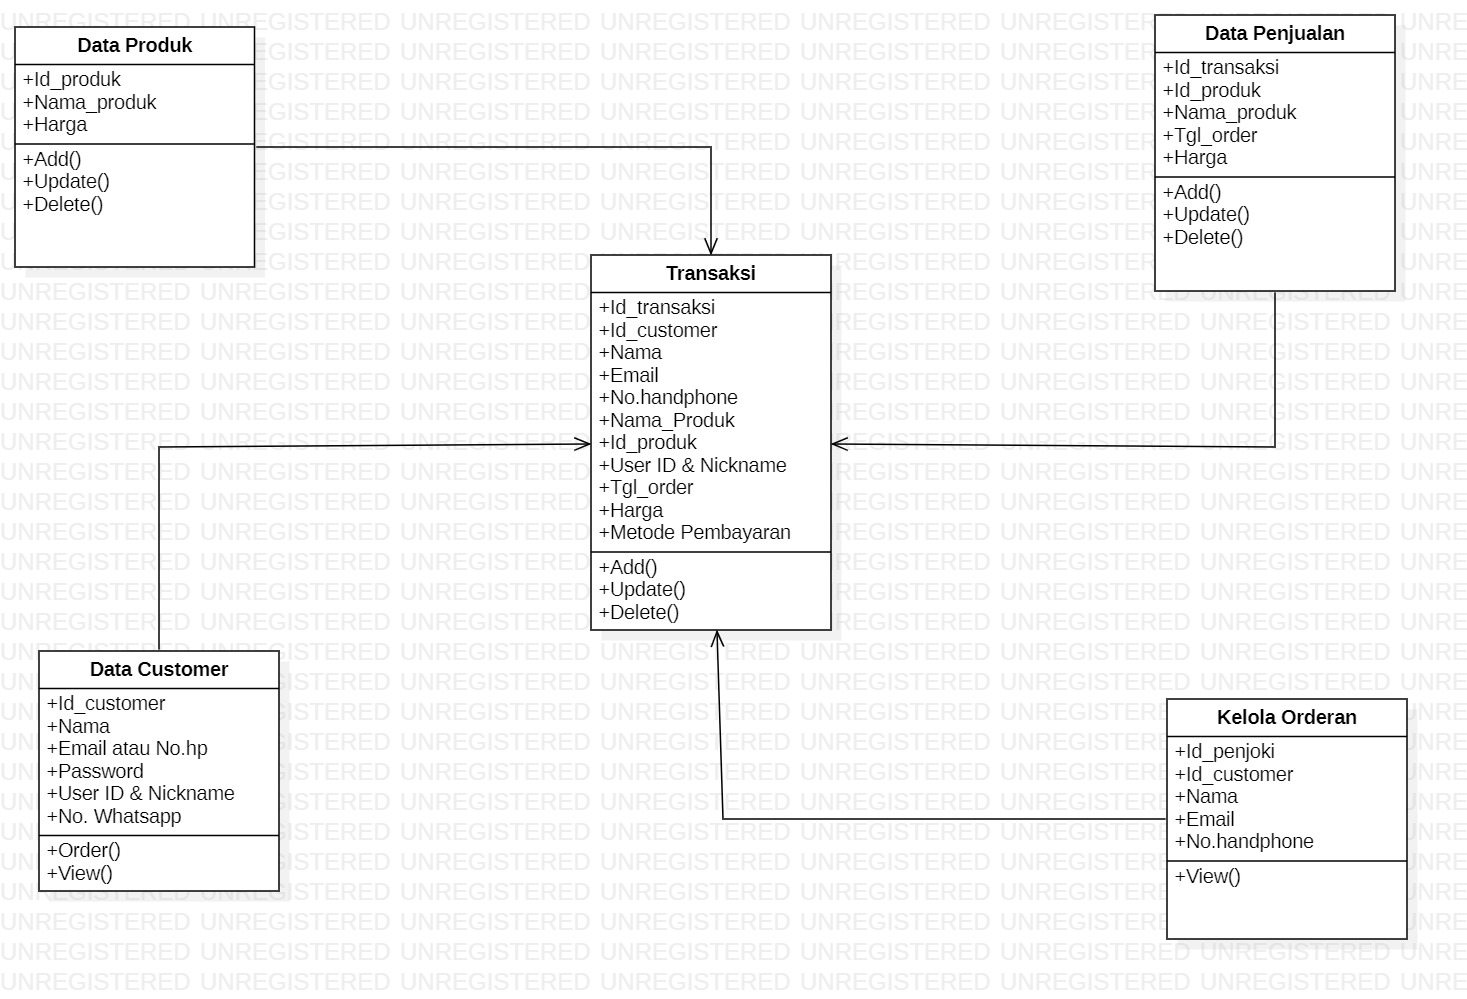 Data Produk
+Id_produk
+Nama_produk
+Harga
+Add()
+Update()
+Delete()
Data Penjualan
+Id_transaksi
+Id_produk
+Nama_produk
+Tgl_order
+Harga
+Add()
+Update()
+Delete()
Transaksi
+Id_transaksi
+Id_customer
+Nama
+Email
+No.handphone
+Nama_Produk
+Id_produk
+User ID & Nickname
+Tgl_order
+Harga
+Metode Pembayaran
+Add()
+Update()
+Delete()
Data Customer
+Id_customer
+Nama
+Email atau No.hp
+Password
+User ID & Nickname
+No. Whatsapp
+Order()
+View()
Kelola Orderan
+Id_penjoki
+Id_customer
+Nama
+Email
+No.handphone
+View()
UNREGISTERED